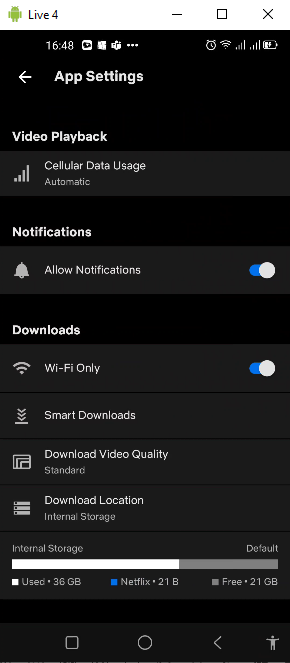 Live 4
16:48
App Settings
Video Playback
Cellular Data Usage
Automatic
Notifications
Allow Notifications
Downloads
Wi-Fi Only
Smart Downloads
Download Video Quality
Standard
Download Location
Internal Storage
Internal Storage Default
Used • 36 GB Netflix • 21 B Free • 21 GB